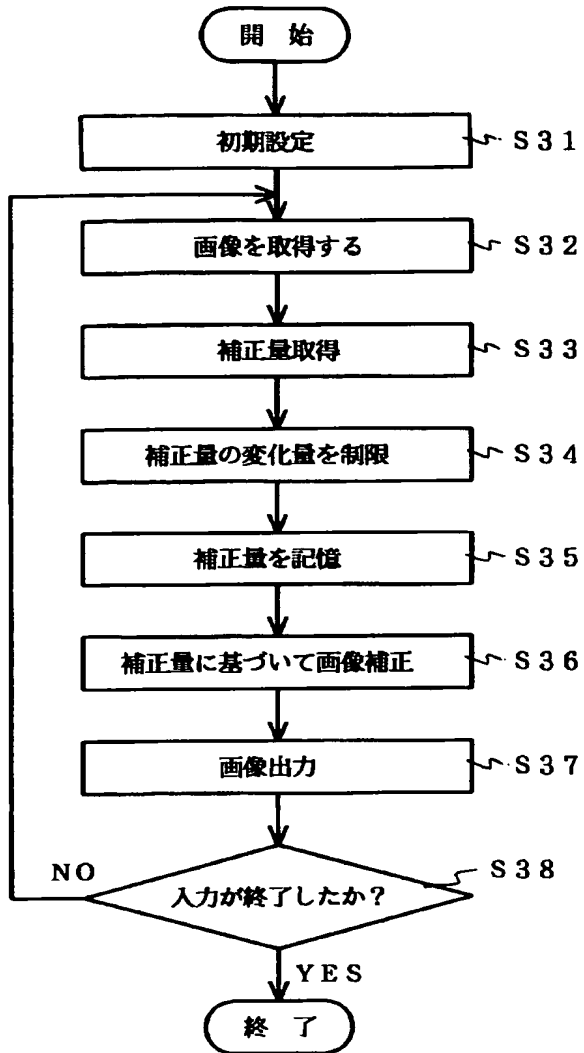 開 始
初期設定 S31
画像を取得する S32
補正量取得 S33
補正量の変化量を制限 S34
補正量を記憶 S35
補正量に基づいて画像補正 S36
画像出力 S37
NO
入力が終了したか? S38
YES
終 了